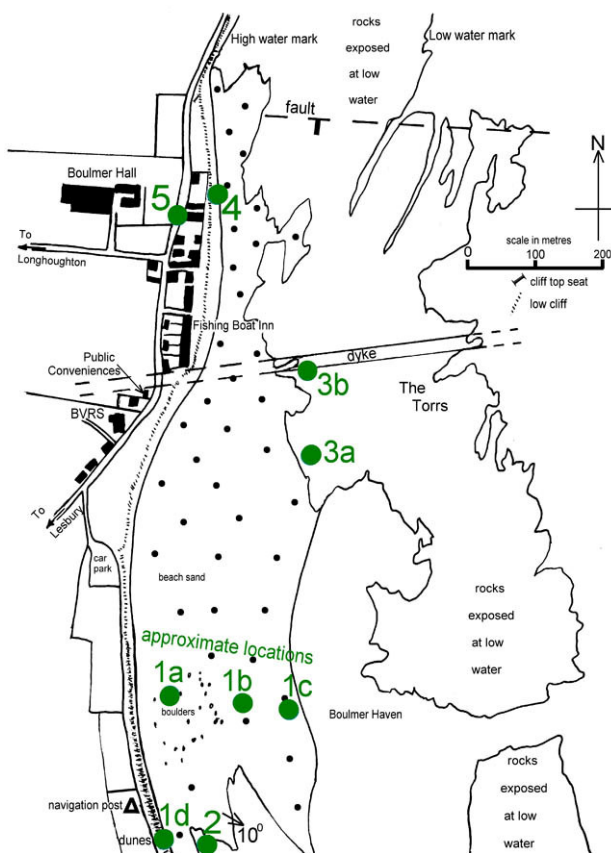 High water mark
rocks
exposed
at low
water
Low water mark
fault
N
Boulmer Hall
5
4
To
Longhoughton
scale in metres
0 100 200
cliff top seat
low cliff
Fishing Boat Inn
dyke
Public
Conveniences
3b
The
Torrs
BVRS
3a
To
Lesbury
car
park
beach sand
rocks
exposed
at low
water
approximate locations
1a
1b
1c
boulders
Boulmer Haven
rocks
exposed
at low
water
navigation post
1d
2
10°
dunes